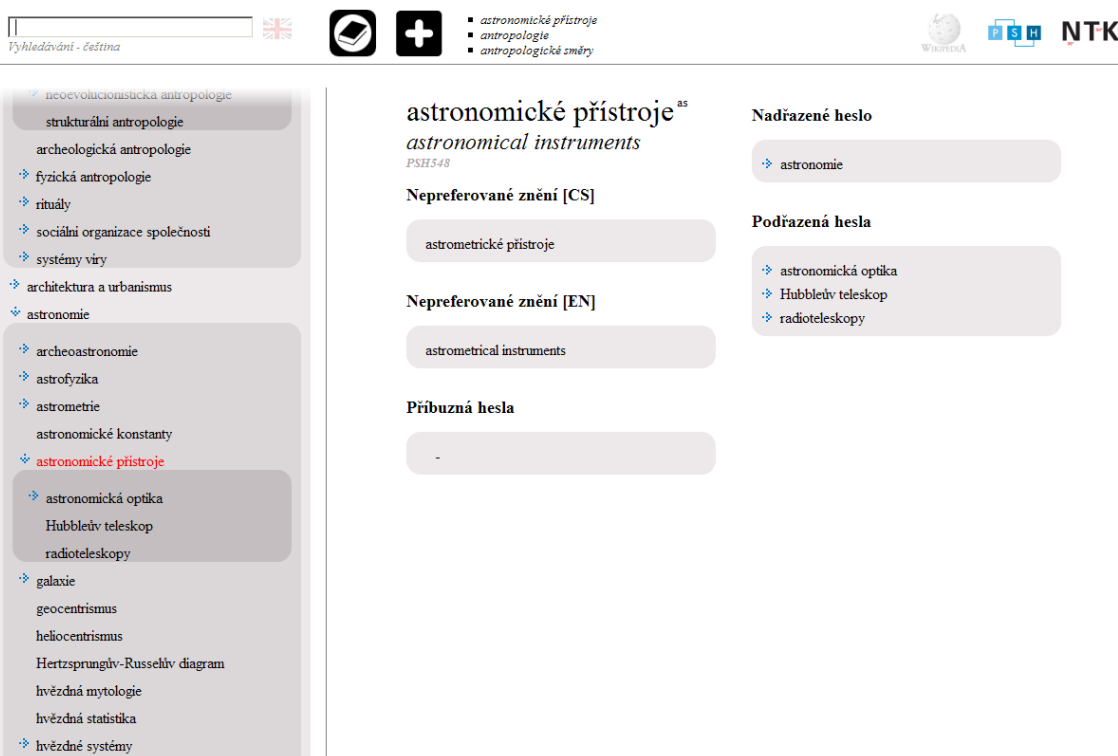 Vyhledávání - čeština
astronomické přístroje
antropologie
antropologické směry
WIKIPEDIA
PSH
NTK
neoevolucionistická antropologie
strukturální antropologie
archeologická antropologie
fyzická antropologie
rituály
sociální organizace společnosti
systémy víry
architektura a urbanismus
astronomie
archeoastronomie
astrofyzika
astrometrie
astronomické konstanty
astronomické přístroje
astronomická optika
Hubbleův teleskop
radioteleskopy
galaxie
geocentrismus
heliocentrismus
Hertzsprungův-Russelův diagram
hvězdná mytologie
hvězdná statistika
hvězdné systémy
astronomické přístroje as
astronomical instruments
PSH548
Nepreferované znění [CS]
astrometrické přístroje
Nepreferované znění [EN]
astrometrical instruments
Příbuzná hesla
-
Nadřazené heslo
astronomie
Podřazená hesla
astronomická optika
Hubbleův teleskop
radioteleskopy